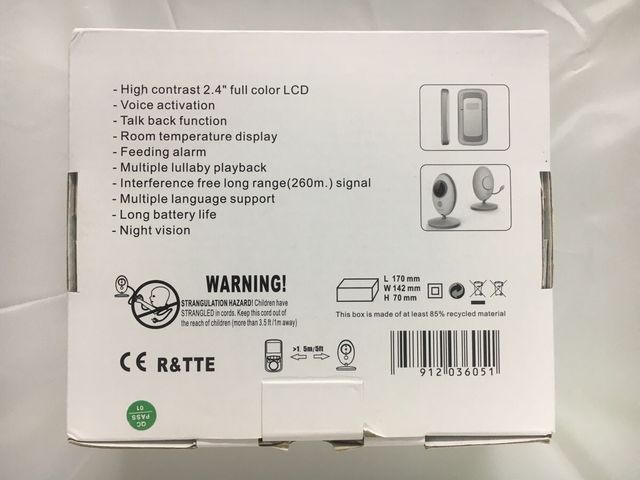 - High contrast 2.4" full color LCD
- Voice activation
- Talk back function
- Room temperature display
- Feeding alarm
- Multiple lullaby playback
- Interference free long range(260m.) signal
- Multiple language support
- Long battery life
- Night vision
WARNING!
STRANGULATION HAZARD! Children have
STRANGLED in cords. Keep this cord out of
the reach of children (more than 3.5 ft/1m away)
L 170 mm
W 142 mm
H 70 mm
This box is made of at least 85% recycled material
CE R&TTE
>1.5m/5ft
912 036051
QC
PASS
01